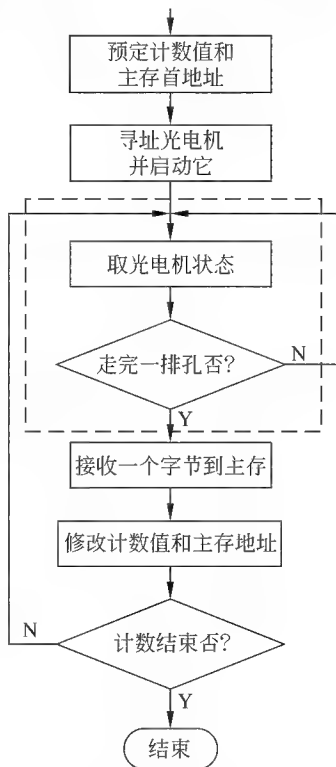 预定计数值和
主存首地址
寻址光电机
并启动它
取光电机状态
走完一排孔否?
N
Y
接收一个字节到主存
修改计数值和主存地址
N
计数结束否?
Y
结束